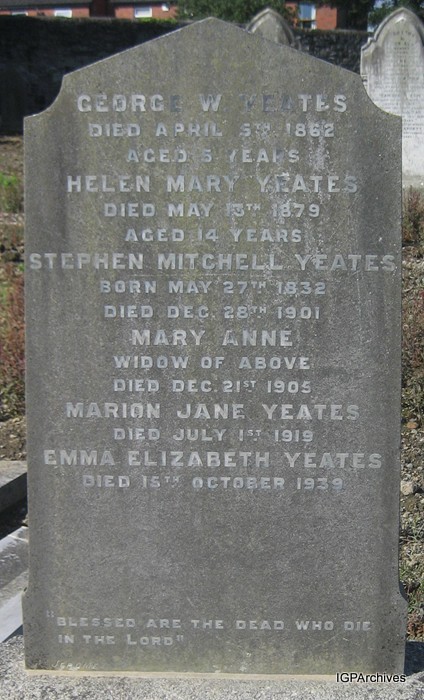 GEORGE W. YEATES
DIED APRIL 5TH 1862
AGED 5 YEARS
HELEN MARY YEATES
DIED MAY 13TH 1879
AGED 14 YEARS
STEPHEN MITCHELL YEATES
BORN MAY 27TH 1832
DIED DEC. 28TH 1901
MARY ANNE
WIDOW OF ABOVE
DIED DEC. 21ST 1905
MARION JANE YEATES
DIED JULY 1ST 1919
EMMA ELIZABETH YEATES
DIED 15TH OCTOBER 1939
"BLESSED ARE THE DEAD WHO DIE
IN THE LORD"
IGPArchives